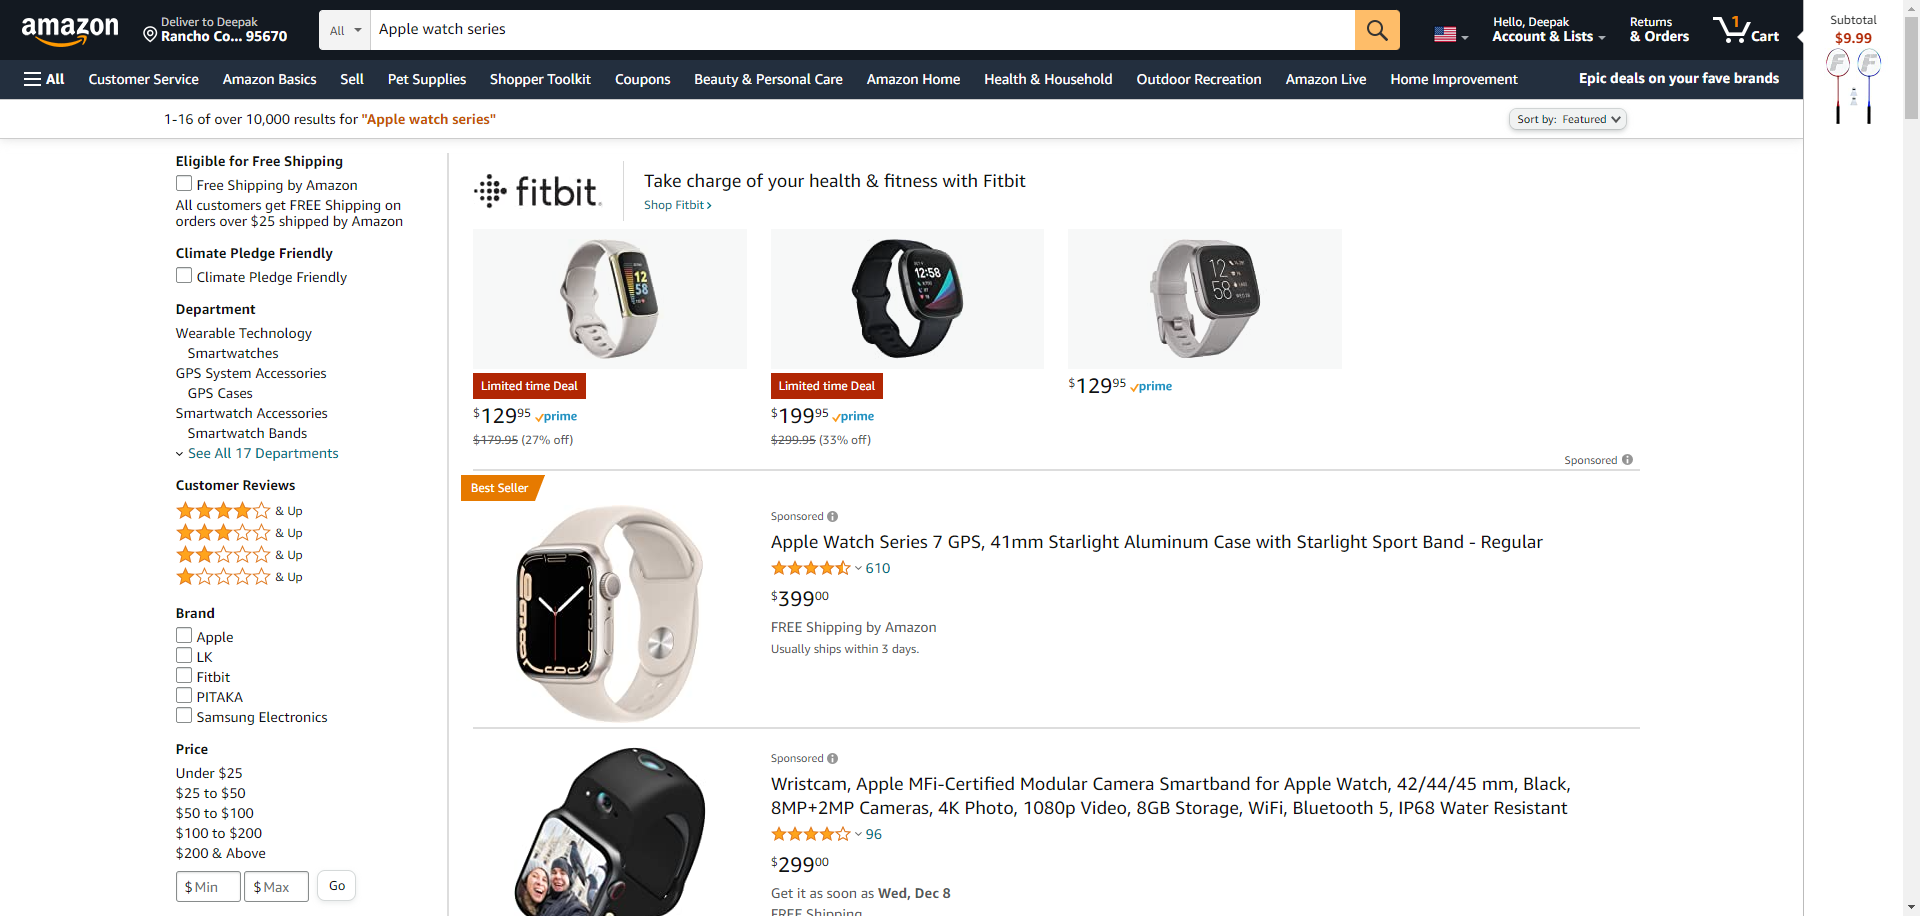 amazon
Deliver to Deepak
Rancho Co... 95670
All
Apple watch series
Hello, Deepak
Account & Lists
Returns
& Orders
1
Cart
Subtotal
$9.99
All
Customer Service
Amazon Basics
Sell
Pet Supplies
Shopper Toolkit
Coupons
Beauty & Personal Care
Amazon Home
Health & Household
Outdoor Recreation
Amazon Live
Home Improvement
Epic deals on your fave brands
1-16 of over 10,000 results for "Apple watch series"
Sort by: Featured
Eligible for Free Shipping
Free Shipping by Amazon
All customers get FREE Shipping on
orders over $25 shipped by Amazon
Climate Pledge Friendly
Climate Pledge Friendly
Department
Wearable Technology
Smartwatches
GPS System Accessories
GPS Cases
Smartwatch Accessories
Smartwatch Bands
See All 17 Departments
Customer Reviews
& Up
& Up
& Up
& Up
Brand
Apple
LK
Fitbit
PITAKA
Samsung Electronics
Price
Under $25
$25 to $50
$50 to $100
$100 to $200
$200 & Above
$ Min
$ Max
Go
fitbit.
Take charge of your health & fitness with Fitbit
Shop Fitbit ›
12
58
12:58
12
58
Limited time Deal
$129 95 prime
$179.95 (27% off)
Limited time Deal
$199 95 prime
$299.95 (33% off)
$129 95 prime
Sponsored
Best Seller
Sponsored
Apple Watch Series 7 GPS, 41mm Starlight Aluminum Case with Starlight Sport Band - Regular
610
$399 00
FREE Shipping by Amazon
Usually ships within 3 days.
Sponsored
Wristcam, Apple MFi-Certified Modular Camera Smartband for Apple Watch, 42/44/45 mm, Black,
8MP+2MP Cameras, 4K Photo, 1080p Video, 8GB Storage, WiFi, Bluetooth 5, IP68 Water Resistant
96
$299 00
Get it as soon as Wed, Dec 8
FREE Shipping